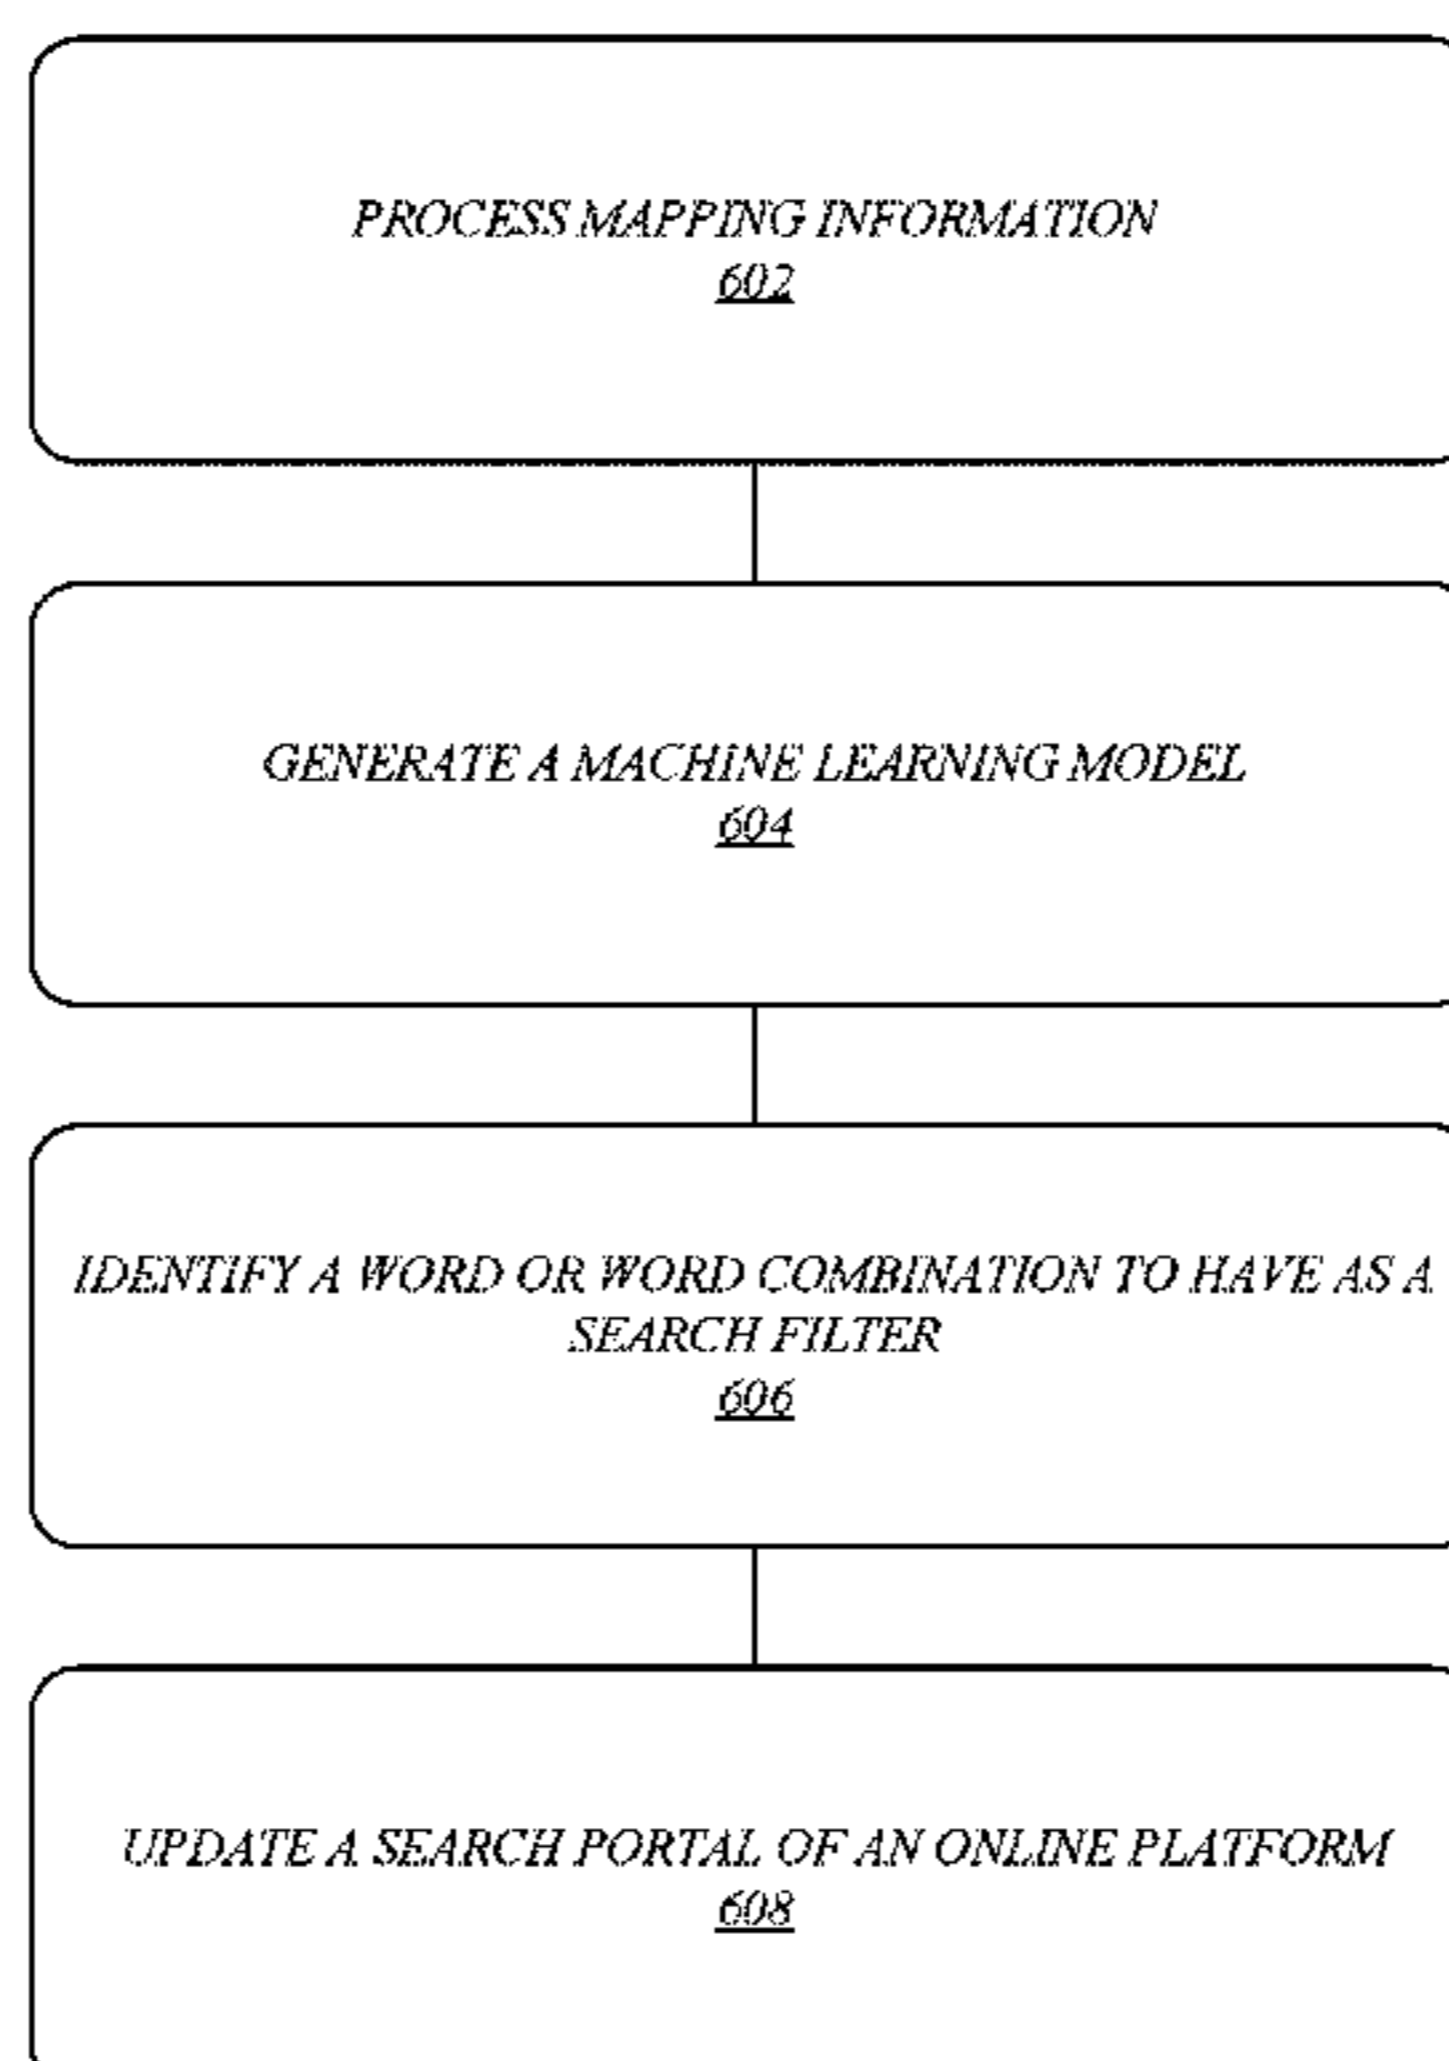 PROCESS MAPPING INFORMATION
602
GENERATE A MACHINE LEARNING MODEL
604
IDENTIFY A WORD OR WORD COMBINATION TO HAVE AS A
SEARCH FILTER
606
UPDATE A SEARCH PORTAL OF AN ONLINE PLATFORM
608